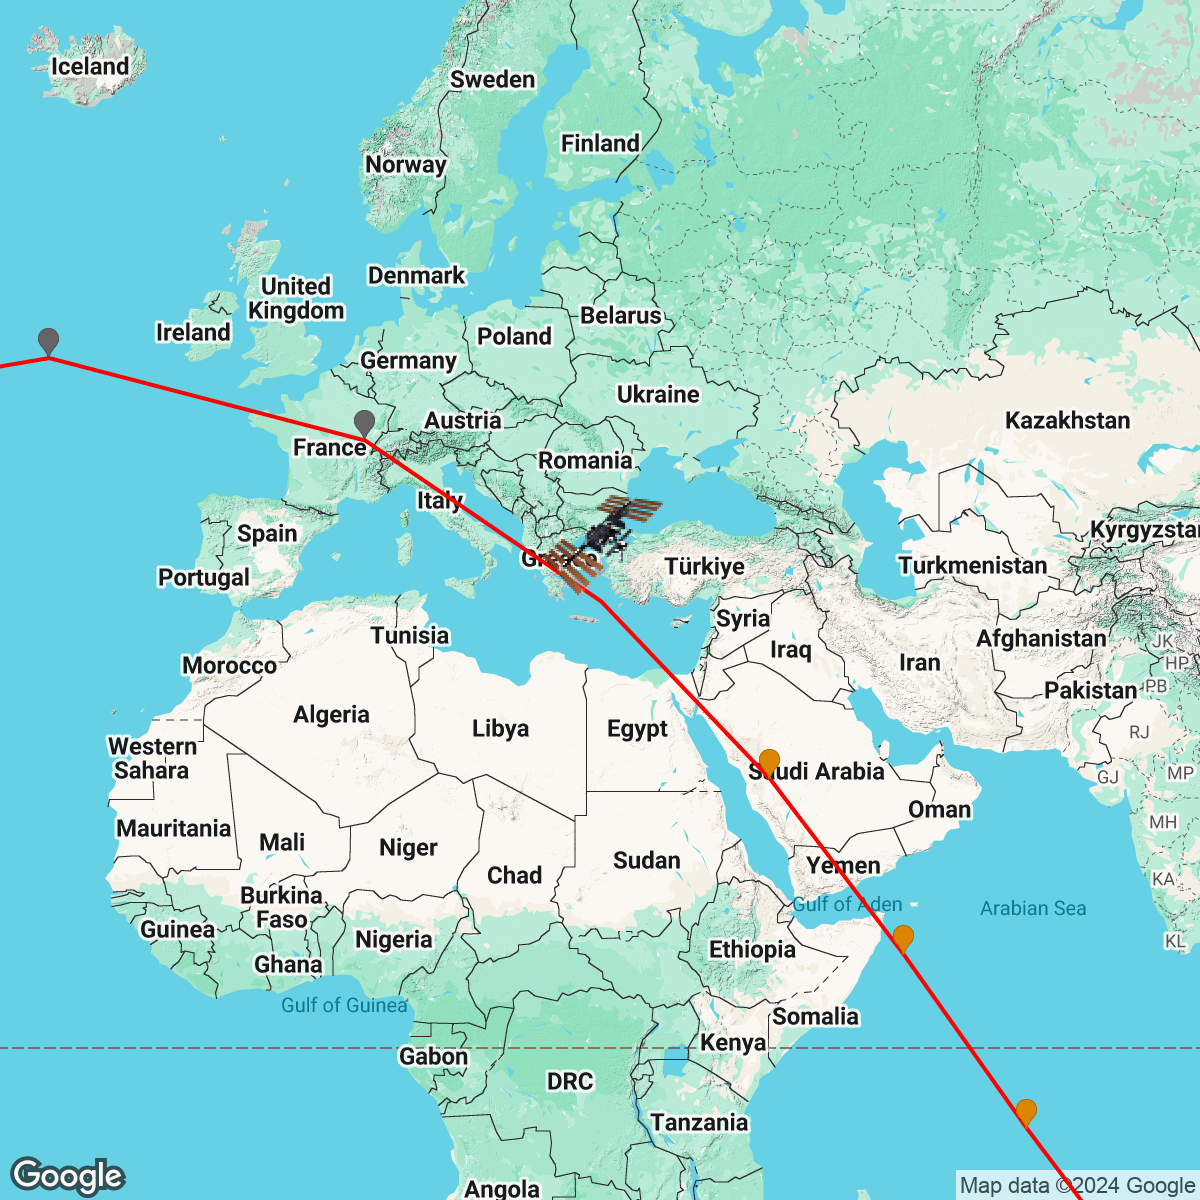 Iceland
Sweden
Finland
Norway
Denmark
United
Kingdom
Ireland
Belarus
Poland
Germany
Ukraine
Austria
Kazakhstan
France
Romania
Italy
Spain
Kyrgyzstan
Türkiye
Turkmenistan
Portugal
Syria
Tunisia
Afghanistan
JK
Iraq
Iran
HP
Morocco
Pakistan
PB
Algeria
Libya
Egypt
RJ
Western
Sahara
Saudi Arabia
GJ
MP
Oman
MH
Mauritania
Mali
Niger
Sudan
Yemen
Chad
KA
Burkina
Faso
Gulf of Aden
Arabian Sea
Guinea
Nigeria
Ethiopia
KL
Ghana
Gulf of Guinea
Somalia
Kenya
Gabon
DRC
Tanzania
Angola
Google
Map data ©2024 Google